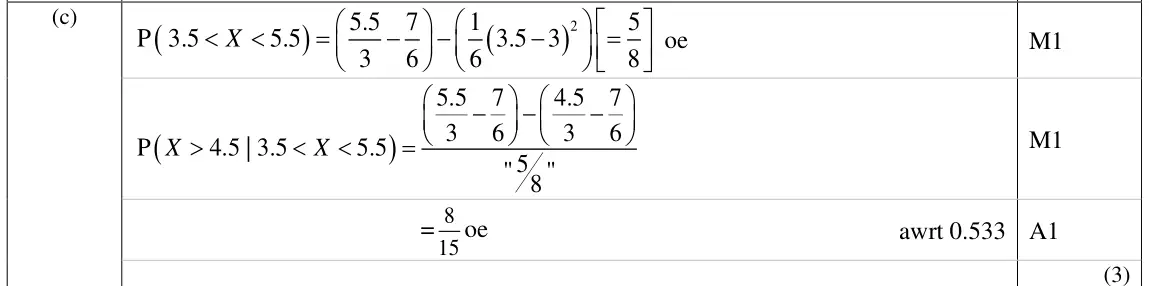 (c) P(3.5 < X < 5.5) = (5.5/3 − 7/6) − (1/6 (3.5 − 3)²) [= 5/8] oe M1
P(X > 4.5 | 3.5 < X < 5.5) = ((5.5/3 − 7/6) − (4.5/3 − 7/6)) / "5/8" M1
= 8/15 oe awrt 0.533 A1
(3)